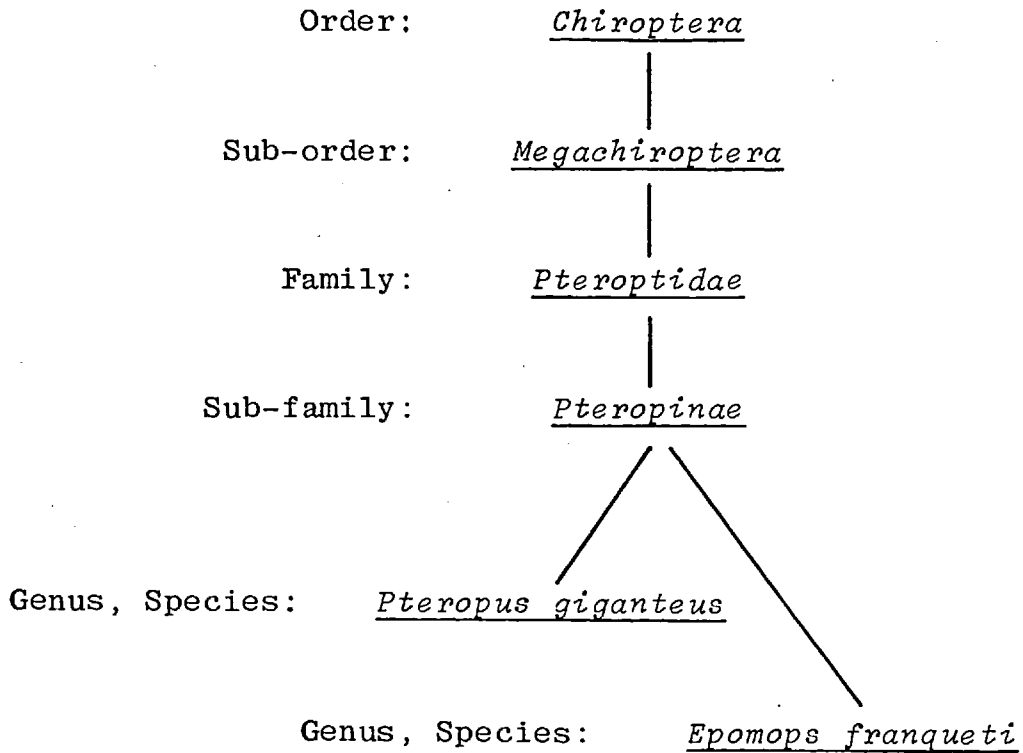 Order: Chiroptera
Sub-order: Megachiroptera
Family: Pteroptidae
Sub-family: Pteropinae
Genus, Species: Pteropus giganteus
Genus, Species: Epomops franqueti